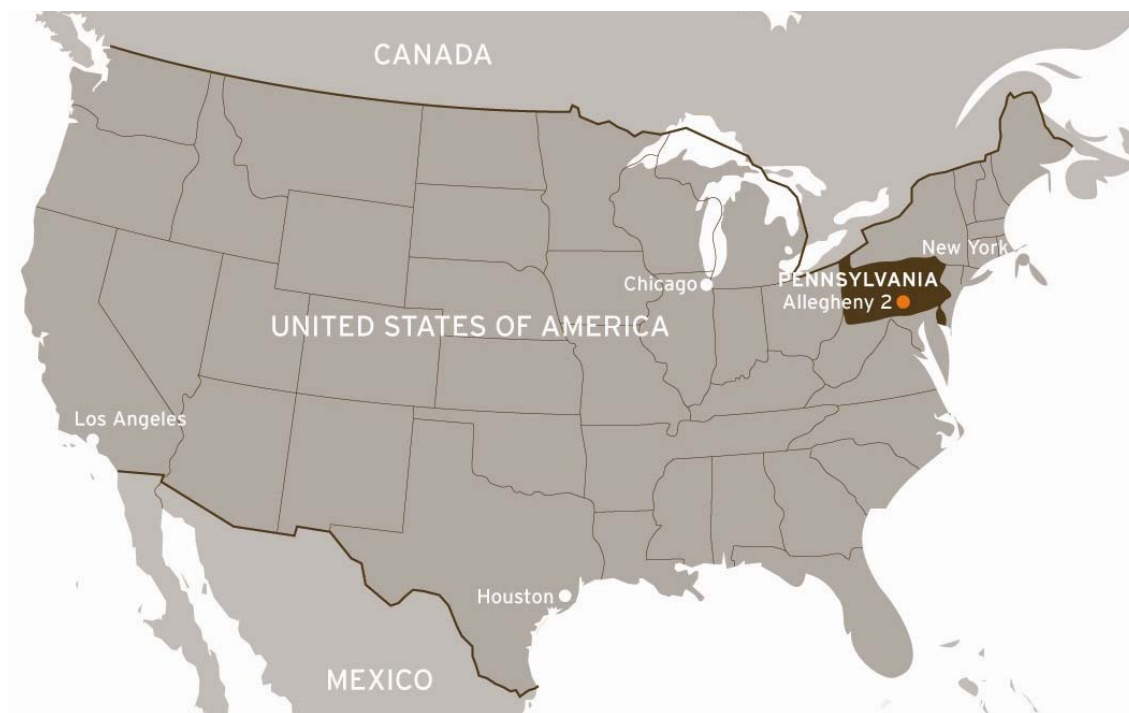 CANADA
New York
PENNSYLVANIA
Chicago
Allegheny 2
UNITED STATES OF AMERICA
Los Angeles
Houston
MEXICO